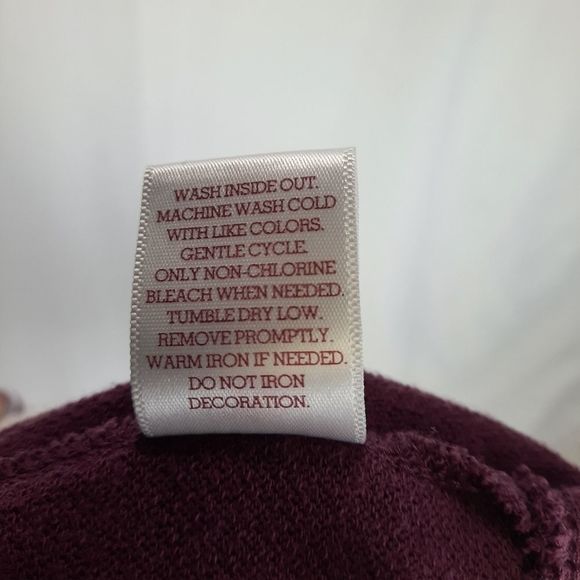 WASH INSIDE OUT.
MACHINE WASH COLD
WITH LIKE COLORS.
GENTLE CYCLE.
ONLY NON-CHLORINE
BLEACH WHEN NEEDED.
TUMBLE DRY LOW.
REMOVE PROMPTLY.
WARM IRON IF NEEDED.
DO NOT IRON
DECORATION.